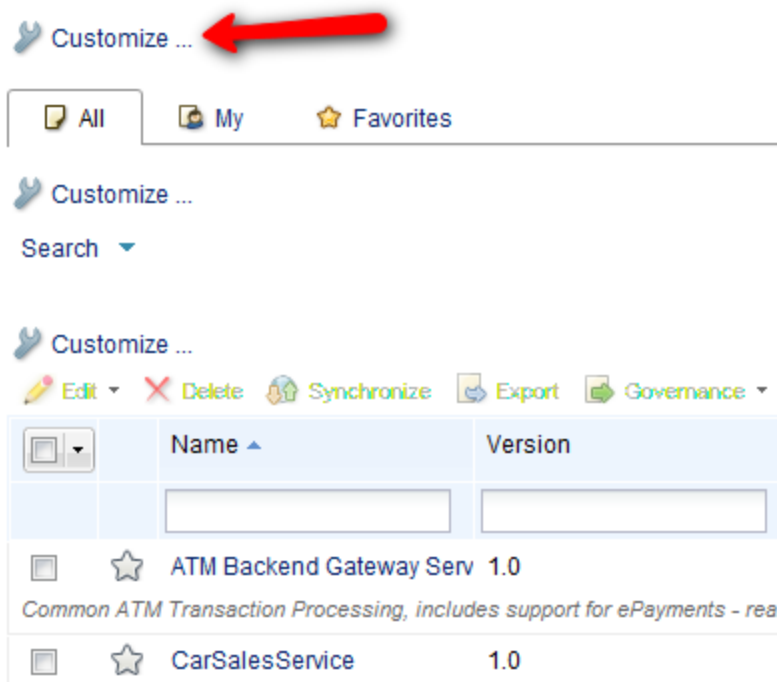 Customize ...
All My Favorites
Customize ...
Search
Customize ...
Edit Delete Synchronize Export Governance
Name Version
ATM Backend Gateway Serv 1.0
Common ATM Transaction Processing, includes support for ePayments - rea
CarSalesService 1.0